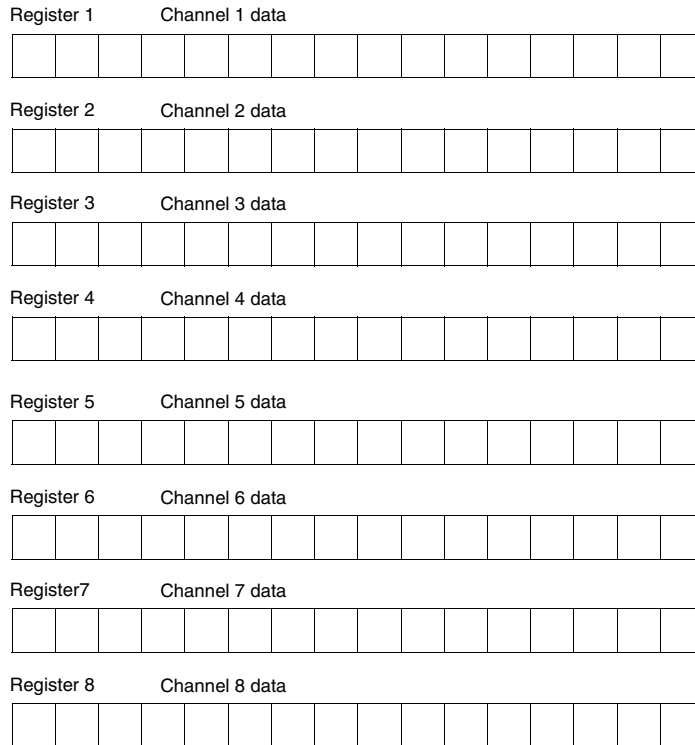 Register 1 Channel 1 data
Register 2 Channel 2 data
Register 3 Channel 3 data
Register 4 Channel 4 data
Register 5 Channel 5 data
Register 6 Channel 6 data
Register7 Channel 7 data
Register 8 Channel 8 data